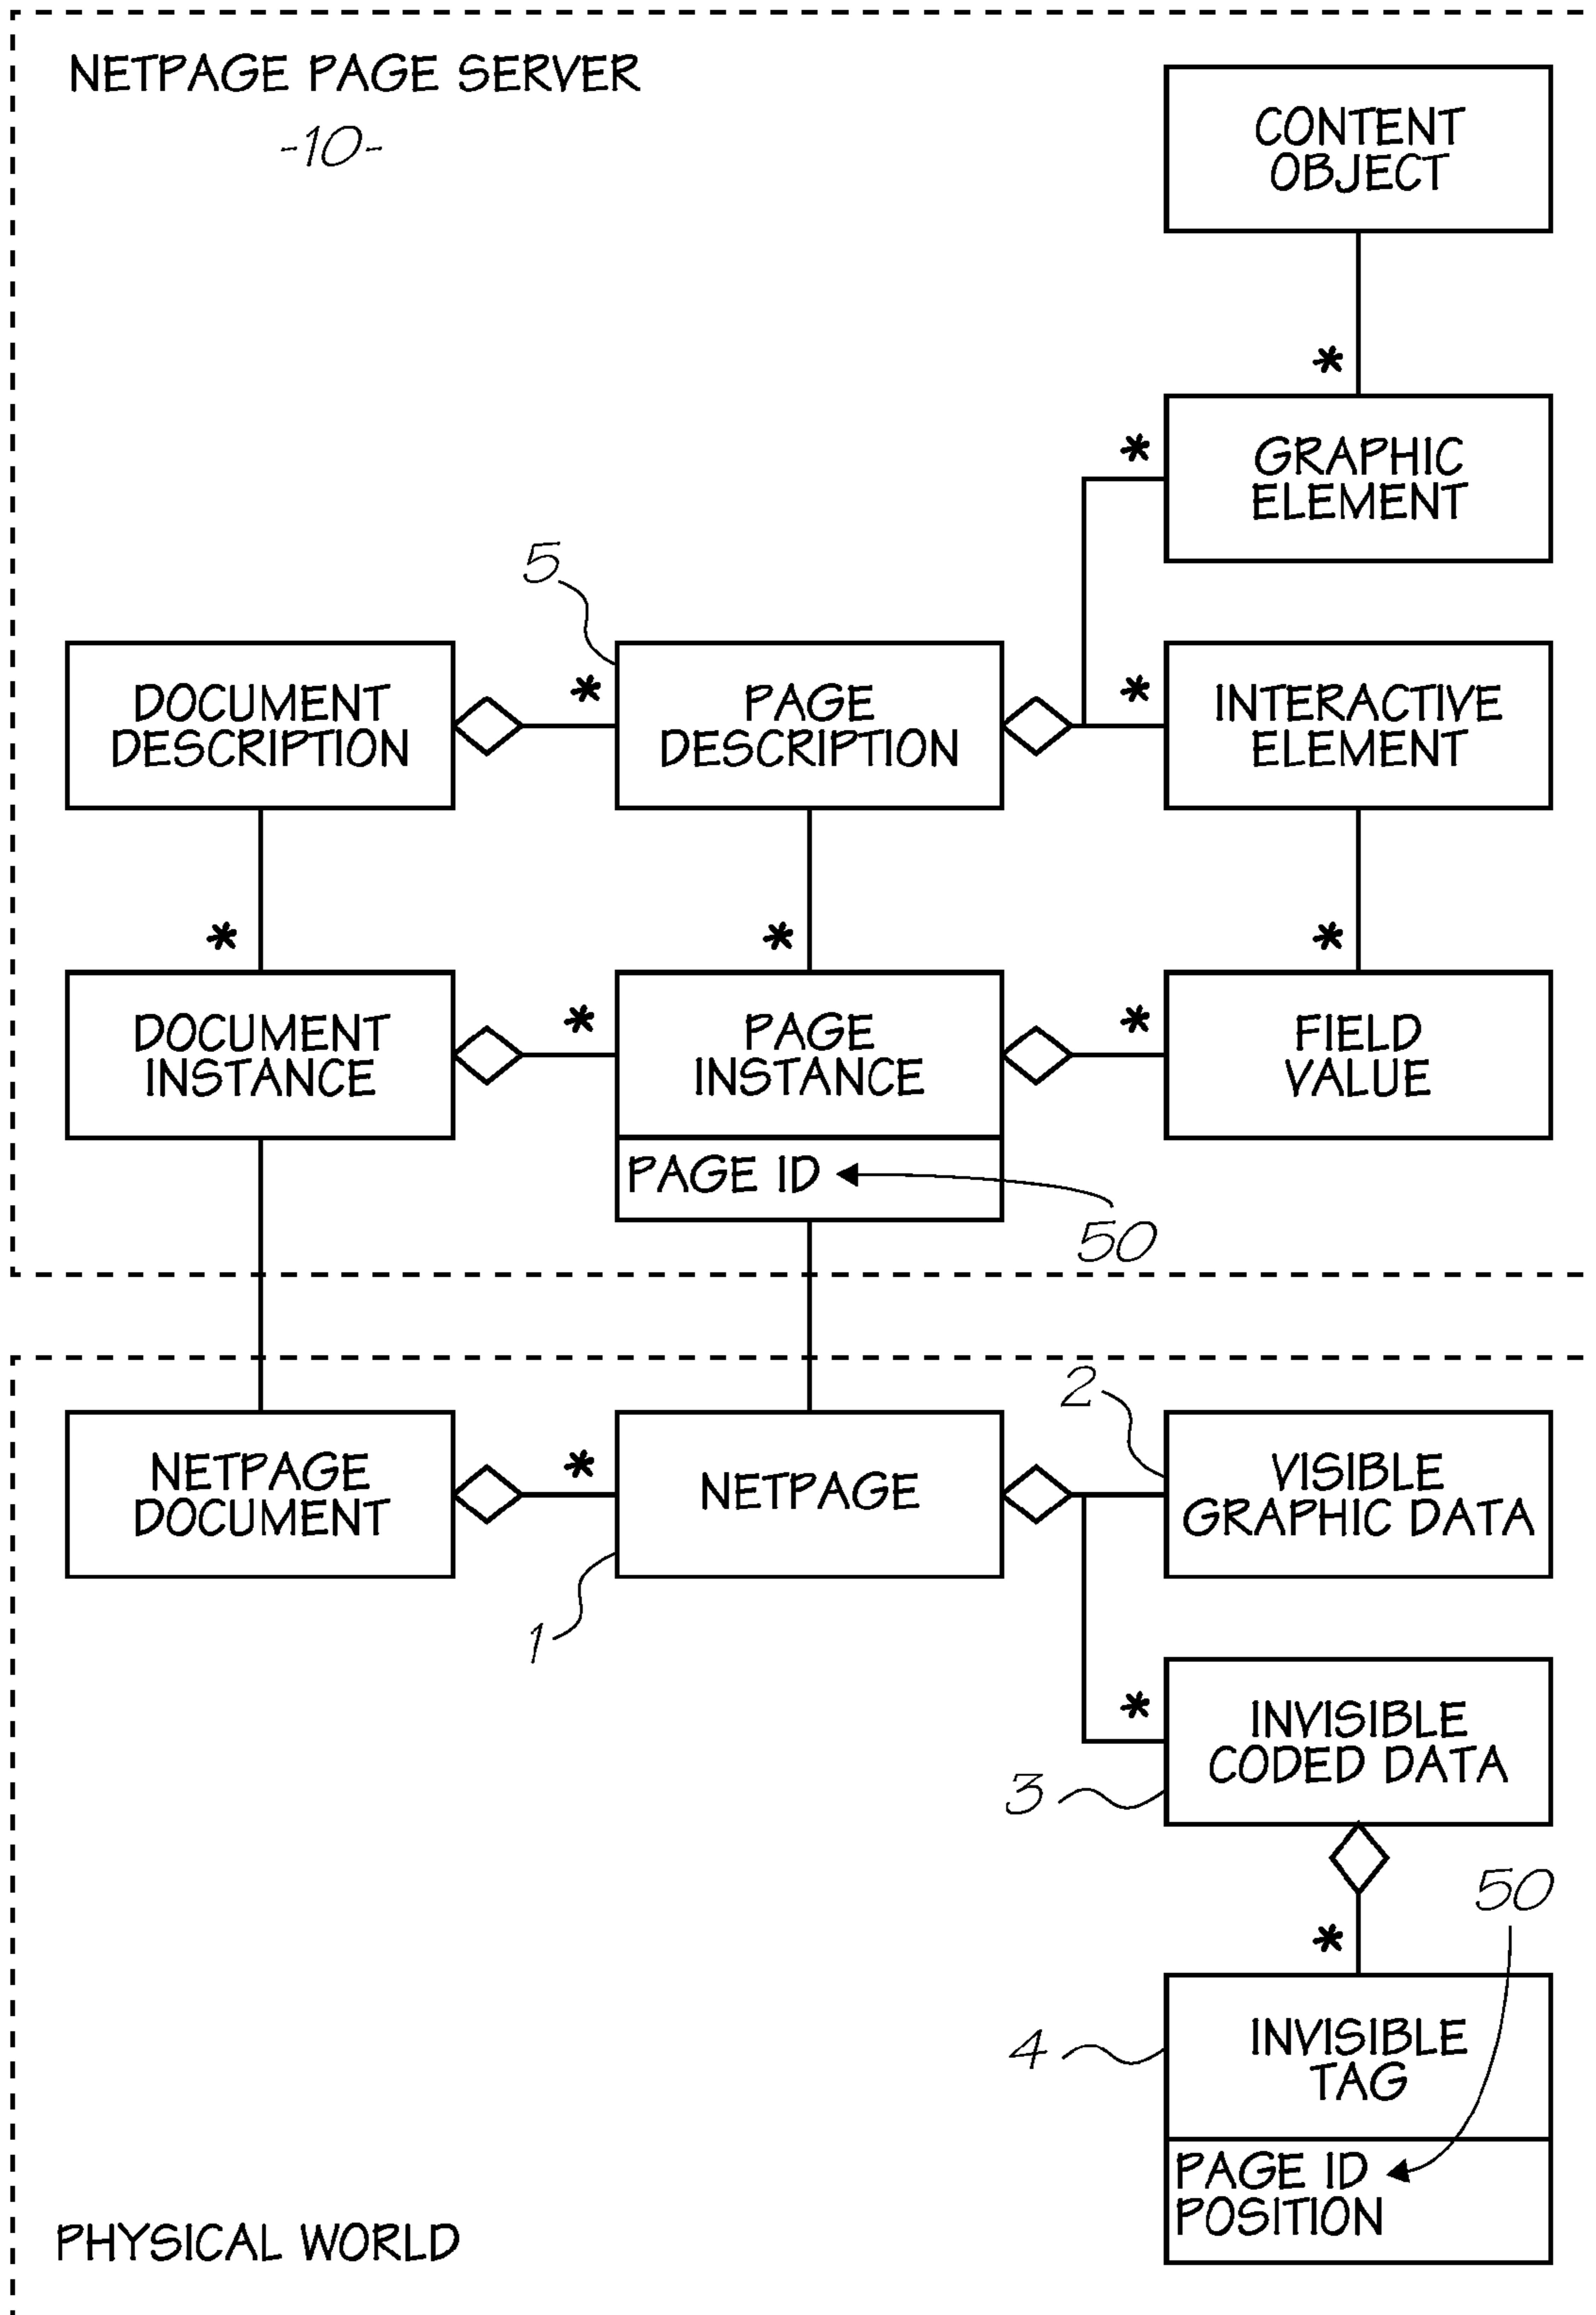 NETPAGE PAGE SERVER
-10-
CONTENT
OBJECT
*
*
GRAPHIC
ELEMENT
5
DOCUMENT
DESCRIPTION
*
PAGE
DESCRIPTION
*
INTERACTIVE
ELEMENT
*
*
*
DOCUMENT
INSTANCE
*
PAGE
INSTANCE
*
FIELD
VALUE
PAGE ID
50
2
NETPAGE
DOCUMENT
*
NETPAGE
VISIBLE
GRAPHIC DATA
1
*
INVISIBLE
CODED DATA
3
50
*
4
INVISIBLE
TAG
PAGE ID
POSITION
PHYSICAL WORLD